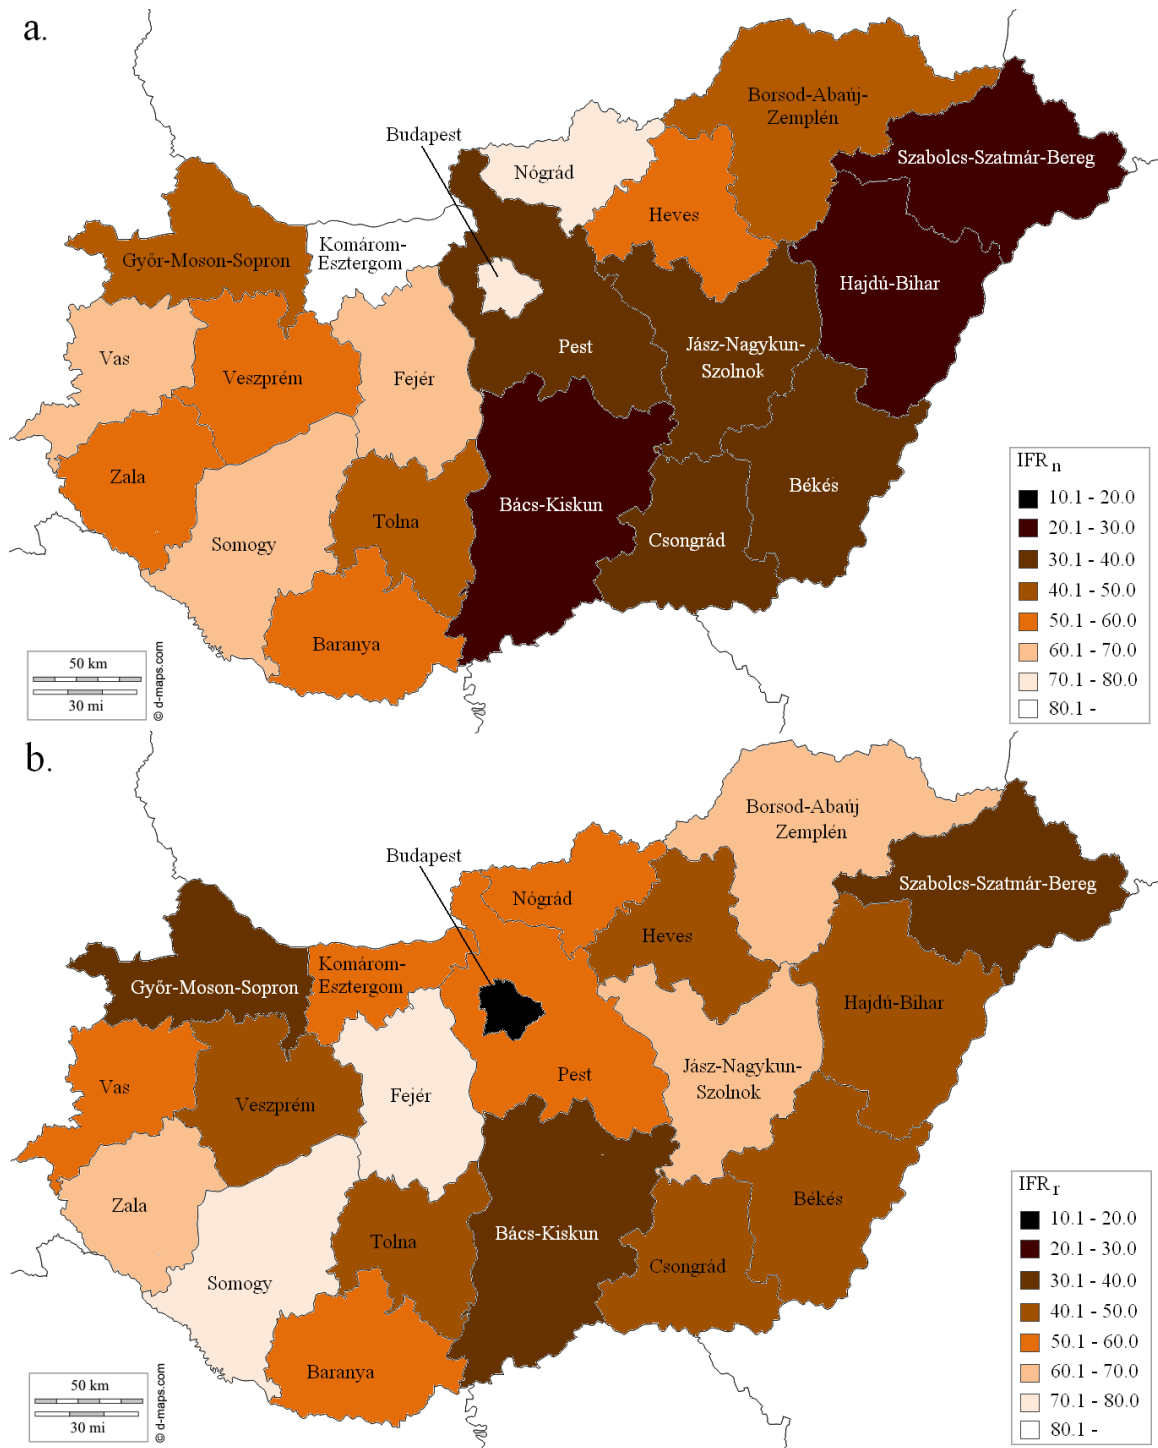 a.
Borsod-Abaúj-
Zemplén
Budapest
Szabolcs-Szatmár-Bereg
Nógrád
Heves
Komárom-
Esztergom
Győr-Moson-Sopron
Hajdú-Bihar
Pest
Jász-Nagykun-
Szolnok
Vas
Veszprém
Fejér
Zala
Békés
Bács-Kiskun
Tolna
Csongrád
Somogy
Baranya
IFR n
10.1 - 20.0
20.1 - 30.0
30.1 - 40.0
40.1 - 50.0
50.1 - 60.0
60.1 - 70.0
70.1 - 80.0
80.1 -
50 km
30 mi
© d-maps.com
b.
Borsod-Abaúj
Zemplén
Budapest
Szabolcs-Szatmár-Bereg
Nógrád
Heves
Komárom-
Esztergom
Győr-Moson-Sopron
Hajdú-Bihar
Pest
Jász-Nagykun-
Szolnok
Vas
Veszprém
Fejér
Zala
Békés
Bács-Kiskun
Tolna
Csongrád
Somogy
Baranya
IFR r
10.1 - 20.0
20.1 - 30.0
30.1 - 40.0
40.1 - 50.0
50.1 - 60.0
60.1 - 70.0
70.1 - 80.0
80.1 -
50 km
30 mi
© d-maps.com